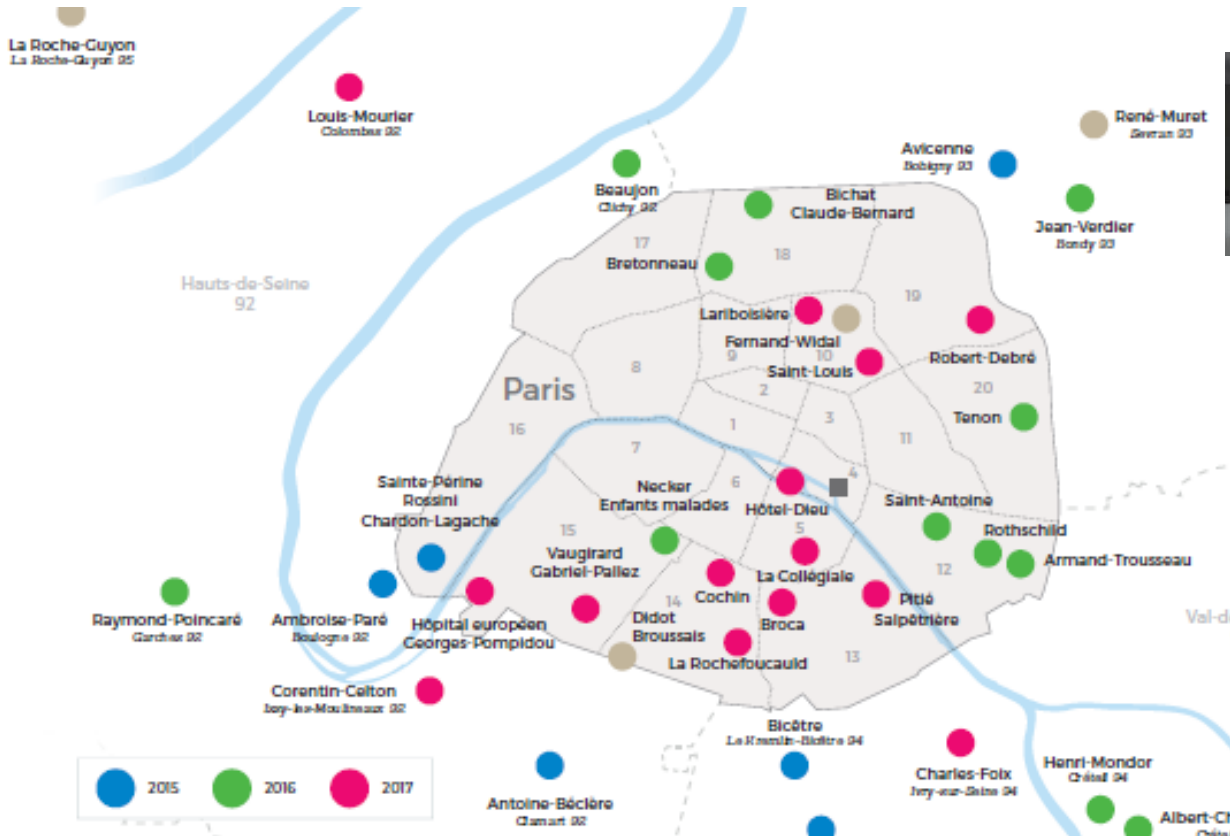 La Roche-Guyon
La Roche-Guyon 95
Louis-Mourier
Colombes 92
René-Muret
Sevran 93
Avicenne
Bobigny 93
Beaujon
Clichy 92
Bichat
Claude-Bernard
Jean-Verdier
Bondy 93
17
18
Bretonneau
Hauts-de-Seine
92
19
Lariboisière
Fernand-Widal
9
10
Robert-Debré
Saint-Louis
8
Paris
2
20
3
Tenon
16
1
11
7
4
Sainte-Périne
Rossini
Chardon-Lagache
Necker
Enfants malades
6
Hôtel-Dieu
Saint-Antoine
15
5
Rothschild
Vaugirard
Gabriel-Pallez
La Collégiale
12
Armand-Trousseau
Cochin
14
Raymond-Poincaré
Garches 92
Ambroise-Paré
Boulogne 92
Hôpital européen
Georges-Pompidou
Didot
Broussais
Broca
Pitié
Salpêtrière
Val-d
La Rochefoucauld
13
Corentin-Celton
Issy-les-Moulineaux 92
Bicêtre
Le Kremlin-Bicêtre 94
2015
2016
2017
Antoine-Béclère
Clamart 92
Charles-Foix
Ivry-sur-Seine 94
Henri-Mondor
Créteil 94
Albert-Ch